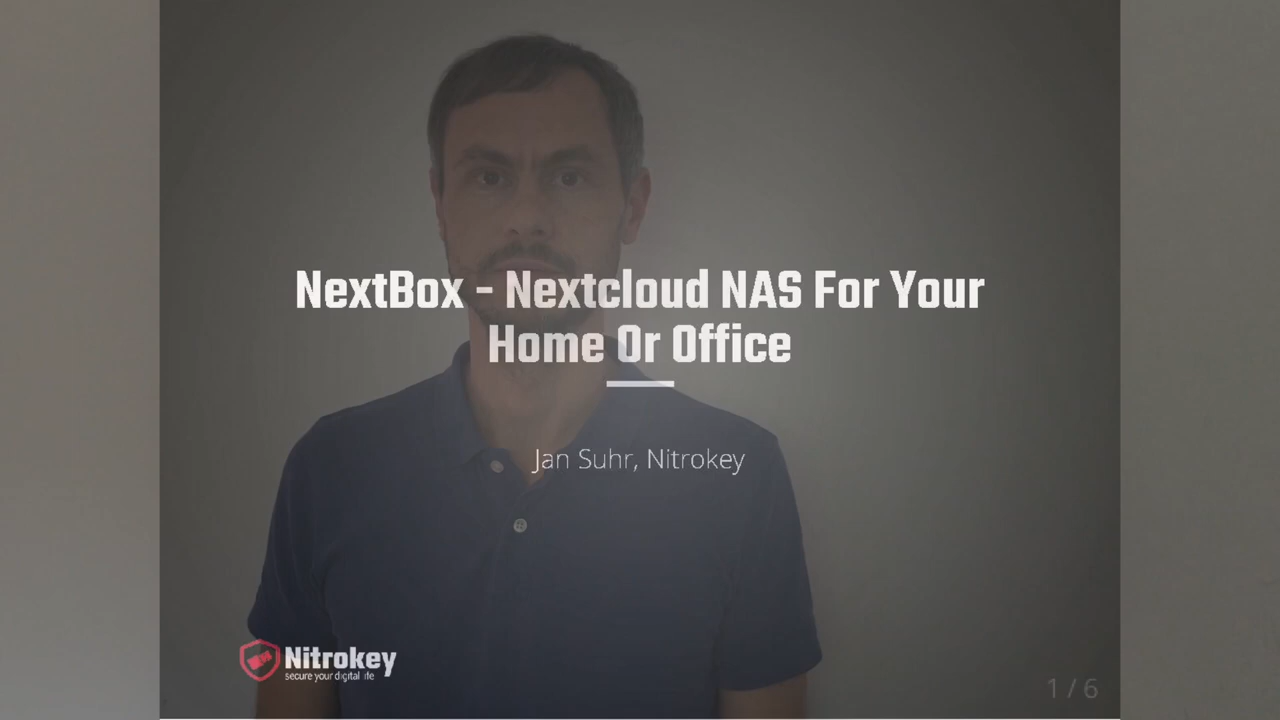 NextBox - Nextcloud NAS For Your
Home Or Office
Jan Suhr, Nitrokey
Nitrokey
secure your digital life
1 / 6